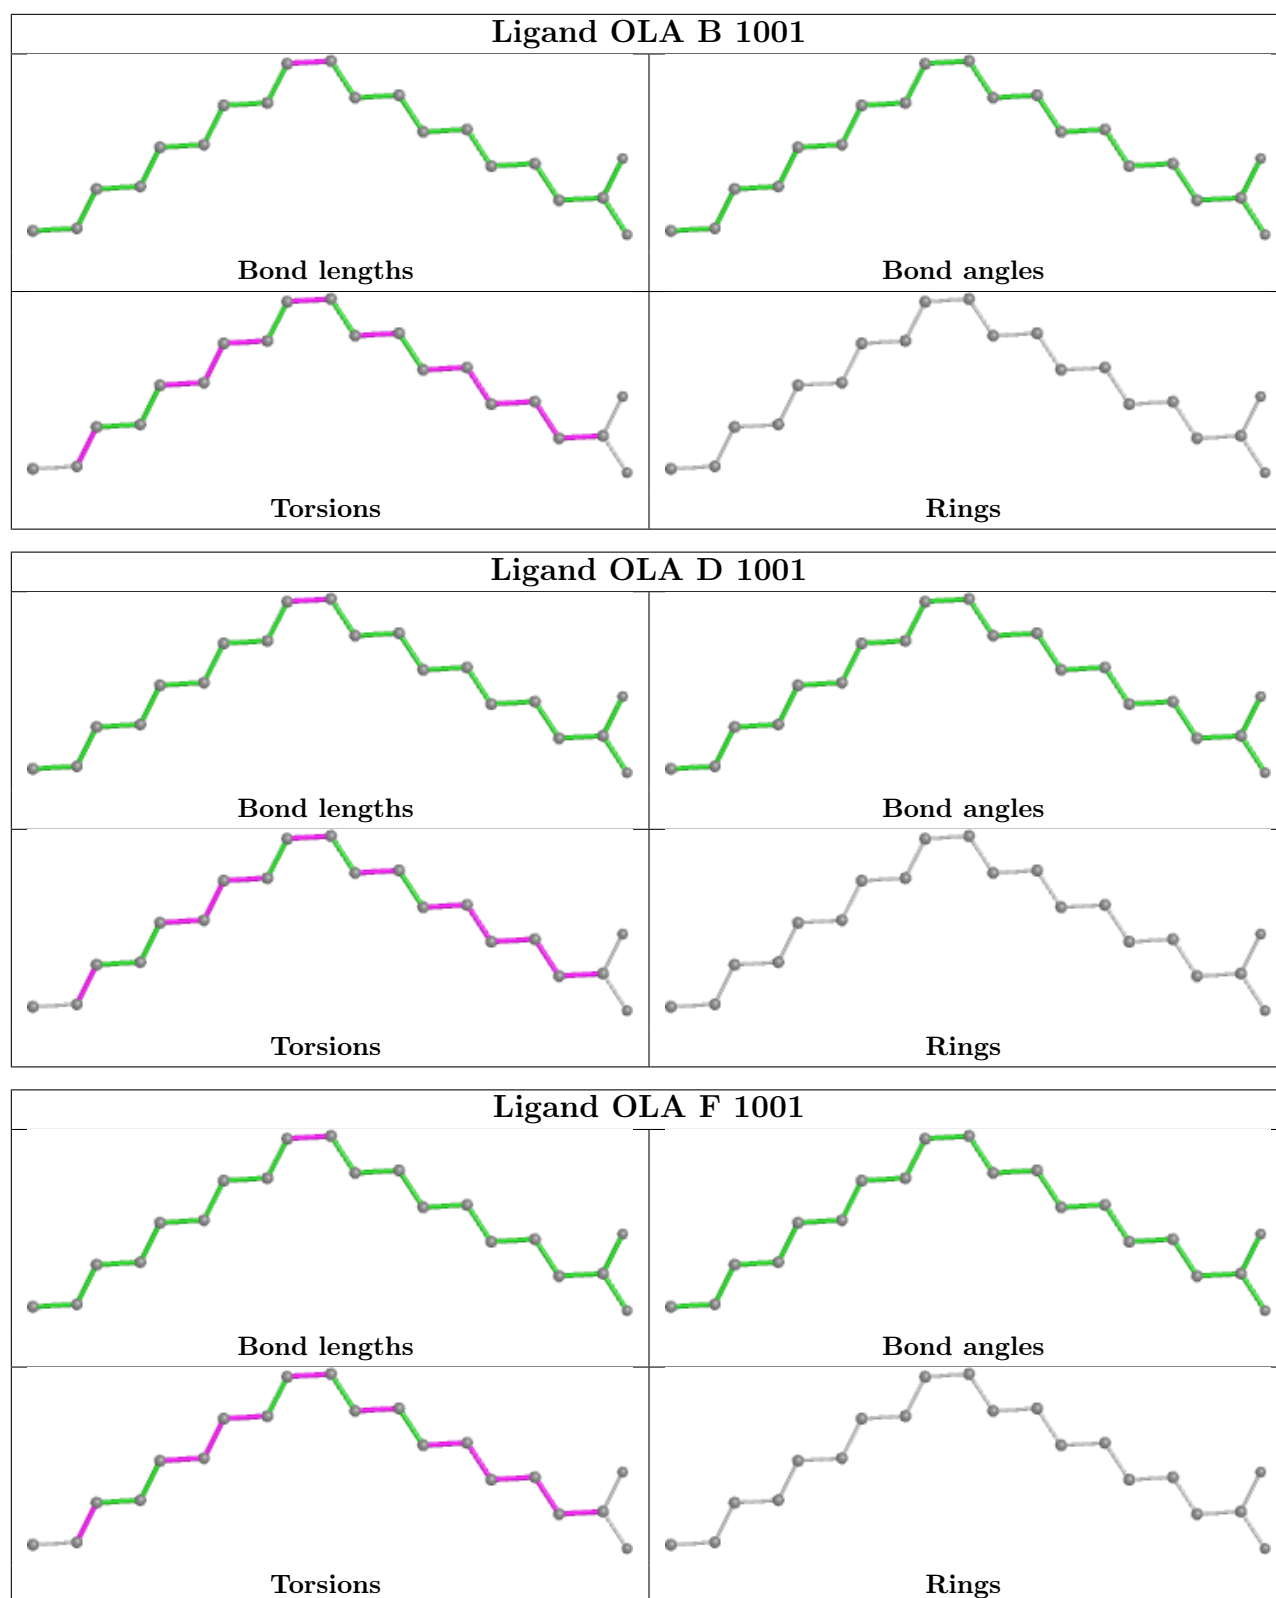 Ligand OLA B 1001
Bond lengths
Bond angles
Torsions
Rings
Ligand OLA D 1001
Bond lengths
Bond angles
Torsions
Rings
Ligand OLA F 1001
Bond lengths
Bond angles
Torsions
Rings